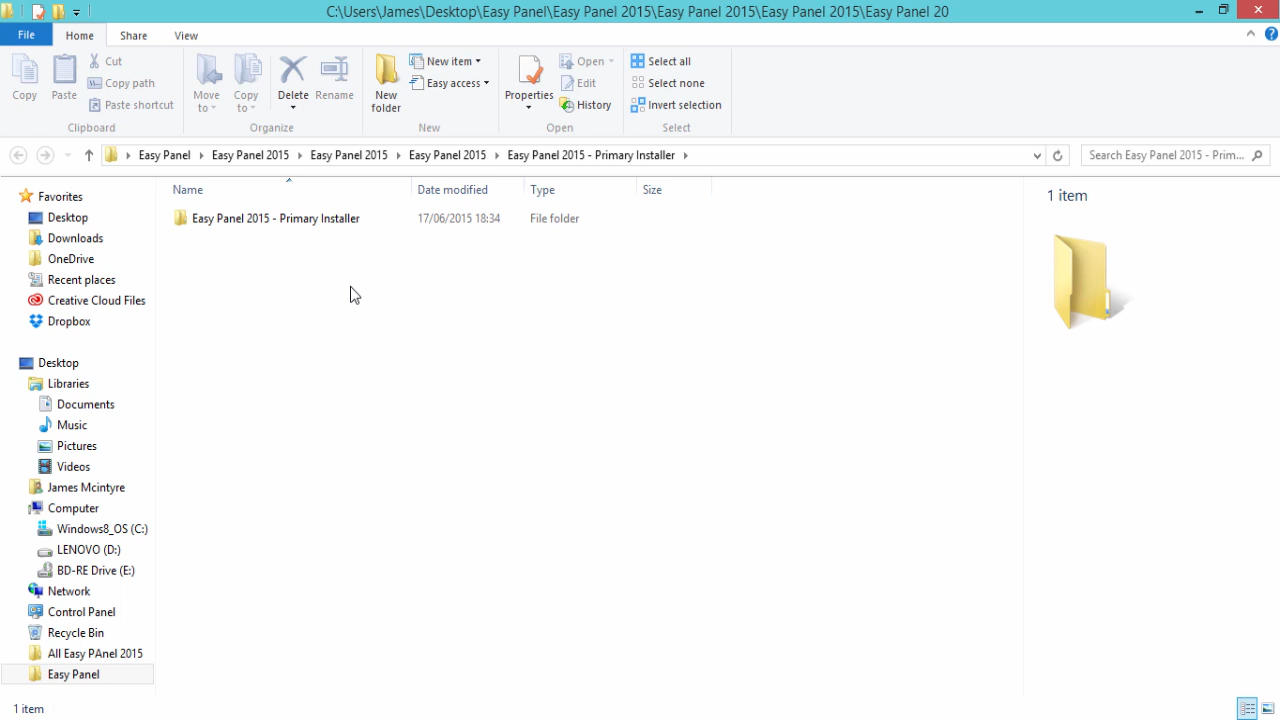 C:\Users\James\Desktop\Easy Panel\Easy Panel 2015\Easy Panel 2015\Easy Panel 2015\Easy Panel 20
File
Home
Share
View
Copy
Paste
Cut
Copy path
Paste shortcut
Clipboard
Move to
Copy to
Delete
Rename
Organize
New folder
New item
Easy access
New
Properties
Open
Edit
History
Open
Select all
Select none
Invert selection
Select
Easy Panel
Easy Panel 2015
Easy Panel 2015
Easy Panel 2015
Easy Panel 2015 - Primary Installer
Search Easy Panel 2015 - Prim...
Favorites
Desktop
Downloads
OneDrive
Recent places
Creative Cloud Files
Dropbox
Desktop
Libraries
Documents
Music
Pictures
Videos
James Mcintyre
Computer
Windows8_OS (C:)
LENOVO (D:)
BD-RE Drive (E:)
Network
Control Panel
Recycle Bin
All Easy PAnel 2015
Easy Panel
Name
Date modified
Type
Size
Easy Panel 2015 - Primary Installer
17/06/2015 18:34
File folder
1 item
1 item